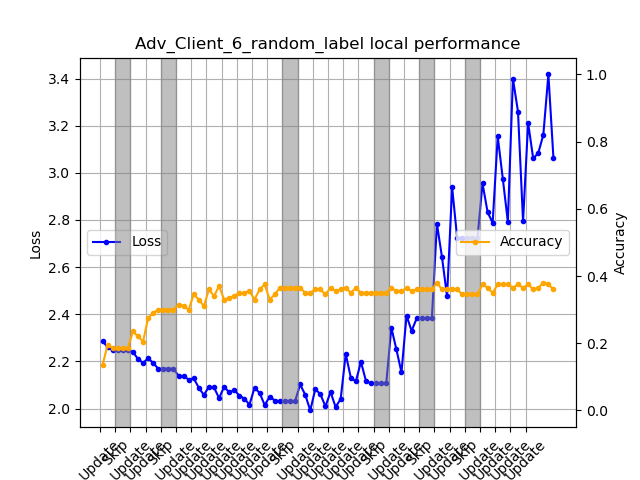 Adv_Client_6_random_label local performance
3.4
3.2
3.0
2.8
2.6
2.4
2.2
2.0
Loss
Loss
Accuracy
1.0
0.8
0.6
0.4
0.2
0.0
Accuracy
Update
Skip
Update
Update
Skip
Update
Update
Update
Update
Update
Update
Update
Skip
Update
Update
Update
Update
Update
Skip
Update
Update
Skip
Update
Update
Skip
Update
Update
Update
Update